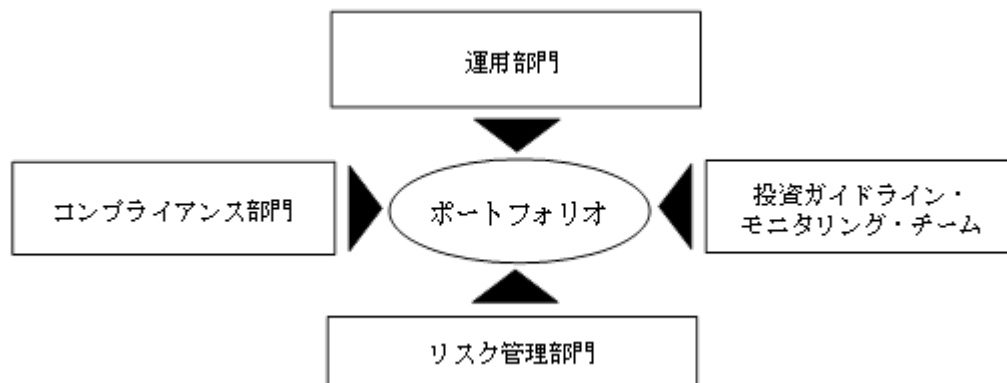 運用部門
コンプライアンス部門
ポートフォリオ
投資ガイドライン・
モニタリング・チーム
リスク管理部門